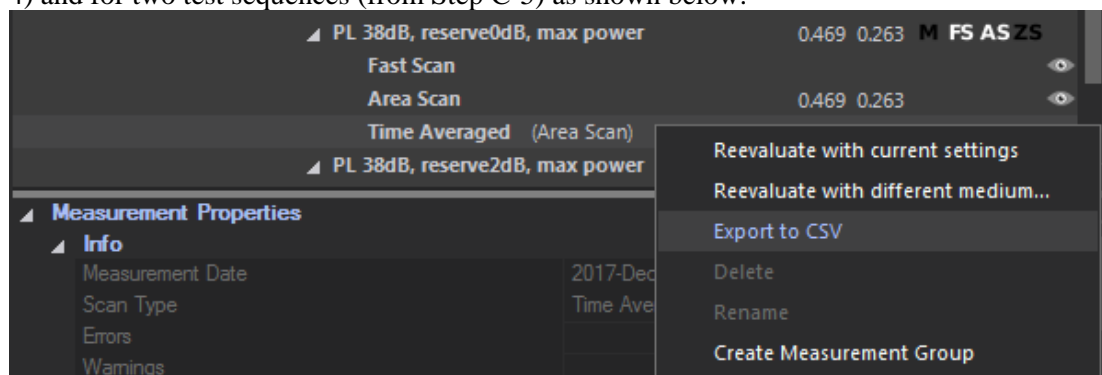 4) and for two test sequences (from Step C-3) as shown below:
PL 38dB, reserve0dB, max power 0.469 0.263 M FS AS ZS
Fast Scan
Area Scan 0.469 0.263
Time Averaged (Area Scan)
PL 38dB, reserve2dB, max power
Reevaluate with current settings
Reevaluate with different medium...
Export to CSV
Delete
Rename
Create Measurement Group
Measurement Properties
Info
Measurement Date 2017-Dec
Scan Type Time Ave
Errors
Warnings